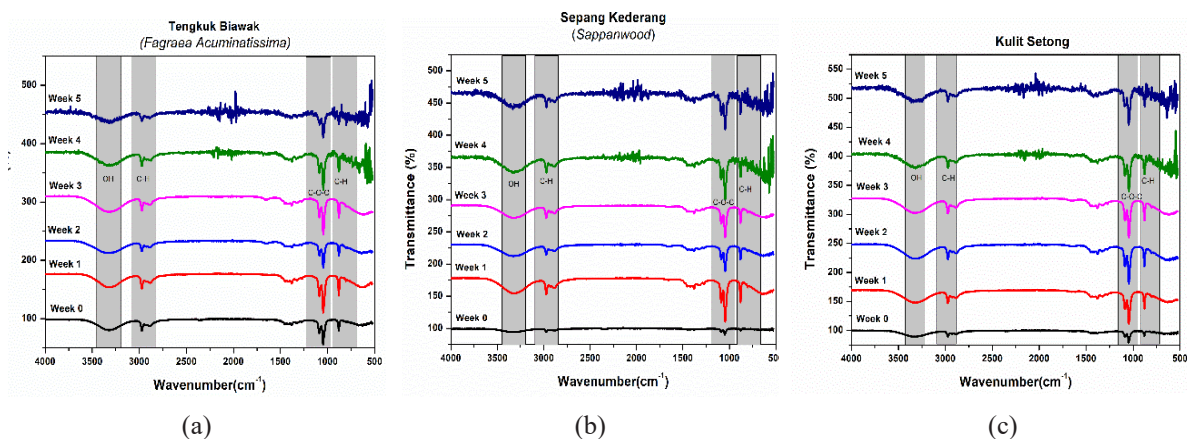 Tengkuk Biawak
(Fagraea Acuminatissima)
500
400
300
200
100
Week 5
Week 4
Week 3
Week 2
Week 1
Week 0
OH
C-H
C-O-C
C-H
4000 3500 3000 2500 2000 1500 1000 500
Wavenumber(cm-1)
(a)
Sepang Kederang
(Sappanwood)
Transmittance (%)
500
450
400
350
300
250
200
150
100
Week 5
Week 4
Week 3
Week 2
Week 1
Week 0
OH
C-H
C-O-C
C-H
4000 3500 3000 2500 2000 1500 1000 500
Wavenumber(cm-1)
(b)
Kulit Setong
Transmittance (%)
550
500
450
400
350
300
250
200
150
100
50
Week 5
Week 4
Week 3
Week 2
Week 1
Week 0
OH
C-H
C-O-C
C-H
4000 3500 3000 2500 2000 1500 1000 500
Wavenumber(cm-1)
(c)